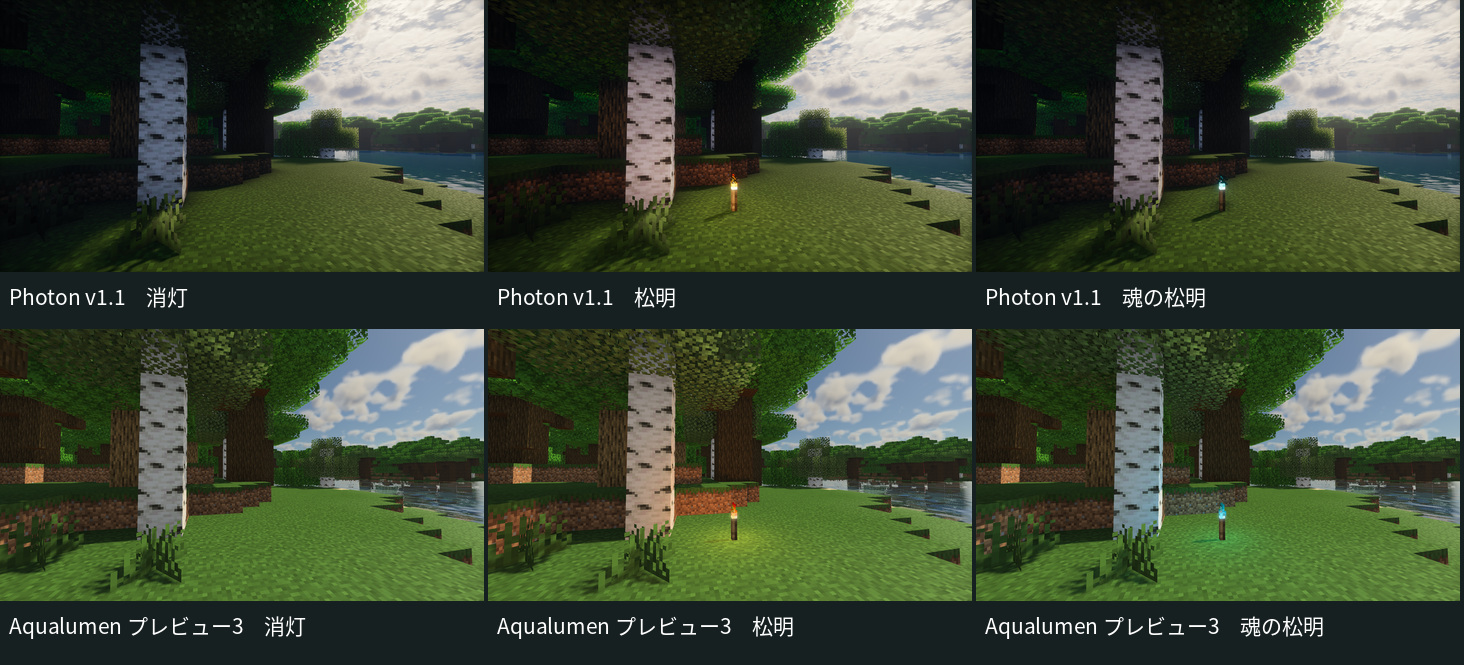 Photon v1.1　消灯
Photon v1.1　松明
Photon v1.1　魂の松明
Aqualumen プレビュー3　消灯
Aqualumen プレビュー3　松明
Aqualumen プレビュー3　魂の松明